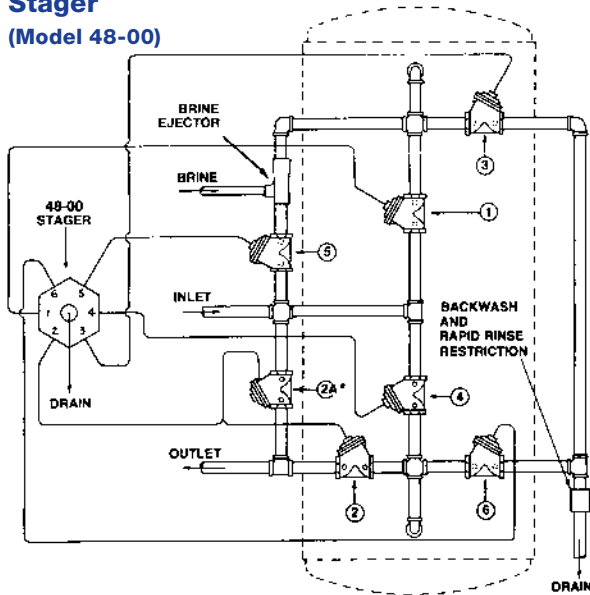 Stager
(Model 48-00)
BRINE
EJECTOR
3
BRINE
1
48-00
STAGER
5
6
5
1
4
2
3
INLET
BACKWASH
AND
RAPID RINSE
RESTRICTION
DRAIN
2A*
4
OUTLET
2
6
DRAIN